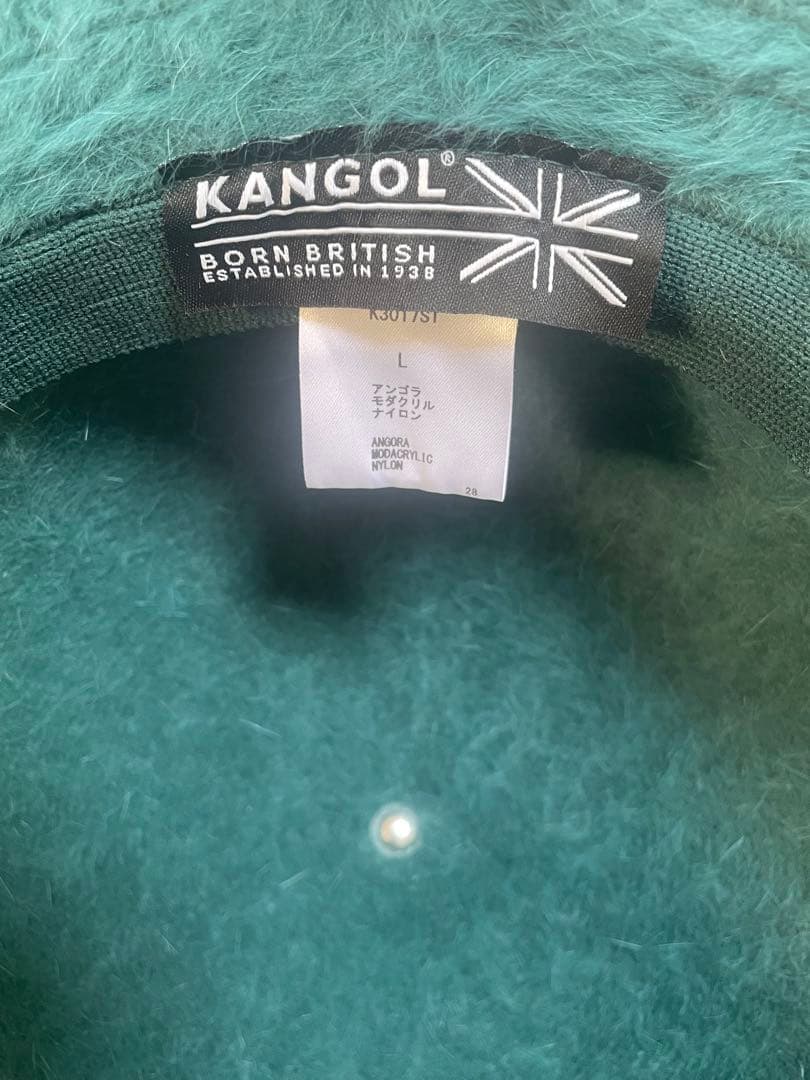 KANGOL®
BORN BRITISH
ESTABLISHED IN 1938
K3017ST
L
アンゴラ
モダクリル
ナイロン
ANGORA
MODACRYLIC
NYLON
28